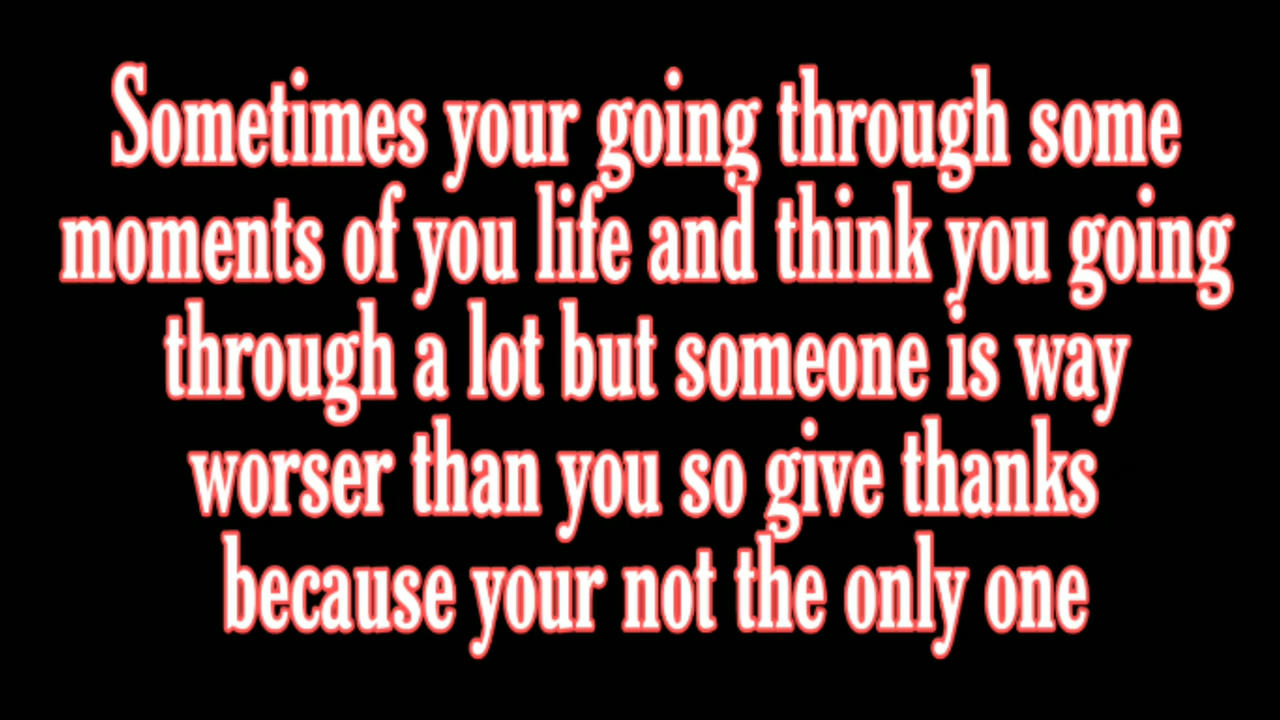 Sometimes your going through some
moments of you life and think you going
through a lot but someone is way
worser than you so give thanks
because your not the only one